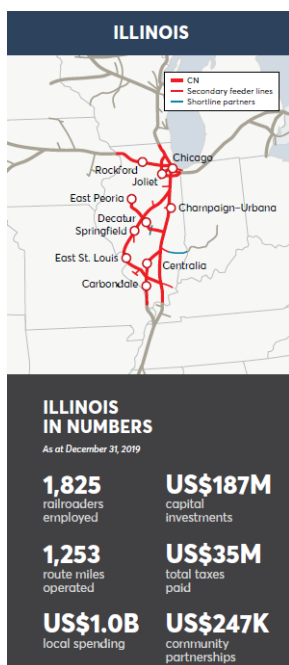 ILLINOIS
CN
Secondary feeder lines
Shortline partners
Chicago
Rockford
Joliet
East Peoria
Champaign–Urbana
Decatur
Springfield
East St. Louis
Centralia
Carbondale
ILLINOIS
IN NUMBERS
As at December 31, 2019
1,825
railroaders
employed
US$187M
capital
investments
1,253
route miles
operated
US$35M
total taxes
paid
US$1.0B
local spending
US$247K
community
partnerships